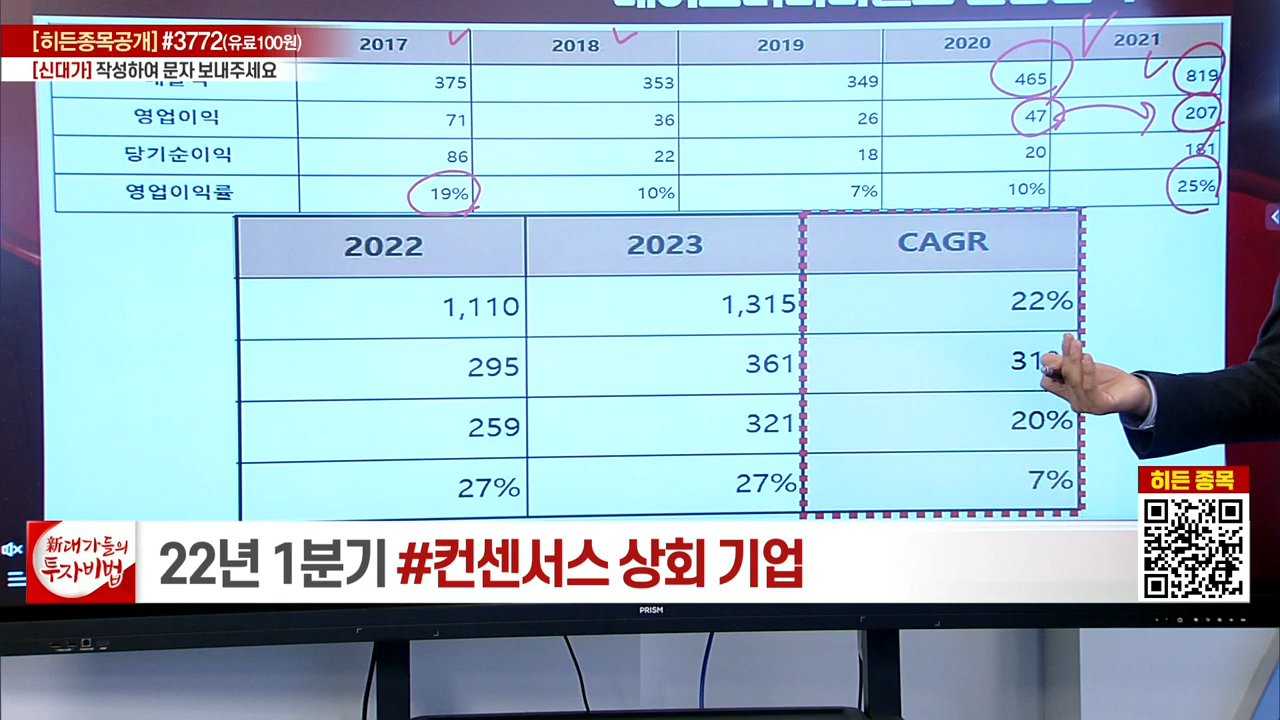 [히든종목공개] #3772(유료100원)
[신대가] 작성하여 문자 보내주세요
2017 2018 2019 2020 2021
375 353 349 465 819
영업이익 71 36 26 47 207
당기순이익 86 22 18 20 181
영업이익률 19% 10% 7% 10% 25%
2022 2023 CAGR
1,110 1,315 22%
295 361 31
259 321 20%
27% 27% 7%
히든 종목
新대가들의
투자비법
22년 1분기 #컨센서스 상회 기업
PRISM